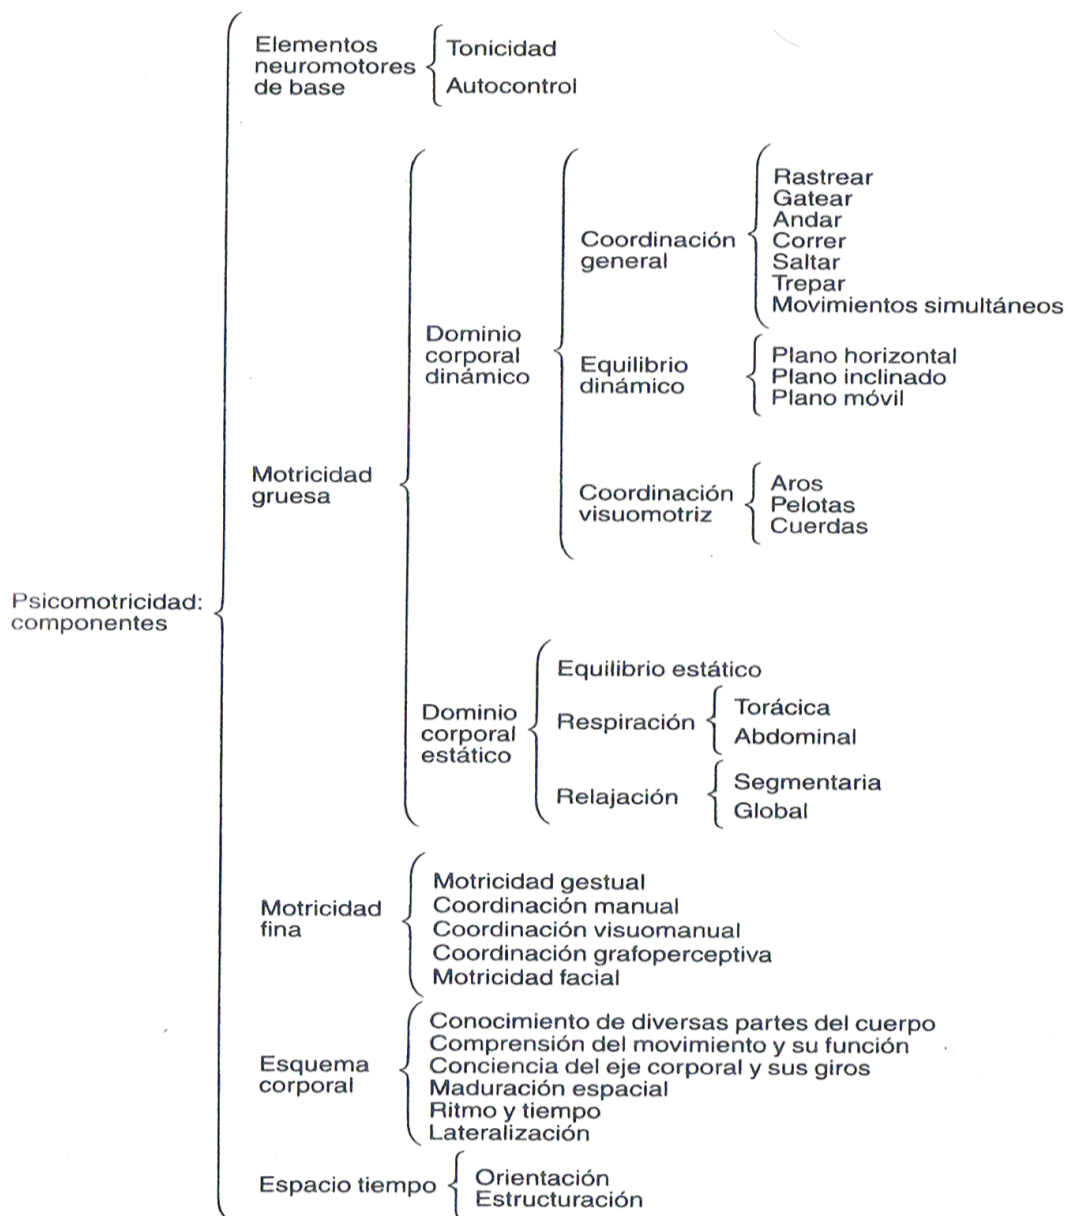 Psicomotricidad:
componentes
Elementos
neuromotores
de base
Tonicidad
Autocontrol
Motricidad
gruesa
Dominio
corporal
dinámico
Coordinación
general
Rastrear
Gatear
Andar
Correr
Saltar
Trepar
Movimientos simultáneos
Equilibrio
dinámico
Plano horizontal
Plano inclinado
Plano móvil
Coordinación
visuomotriz
Aros
Pelotas
Cuerdas
Dominio
corporal
estático
Equilibrio estático
Respiración
Torácica
Abdominal
Relajación
Segmentaria
Global
Motricidad
fina
Motricidad gestual
Coordinación manual
Coordinación visuomanual
Coordinación grafoperceptiva
Motricidad facial
Esquema
corporal
Conocimiento de diversas partes del cuerpo
Comprensión del movimiento y su función
Conciencia del eje corporal y sus giros
Maduración espacial
Ritmo y tiempo
Lateralización
Espacio tiempo
Orientación
Estructuración